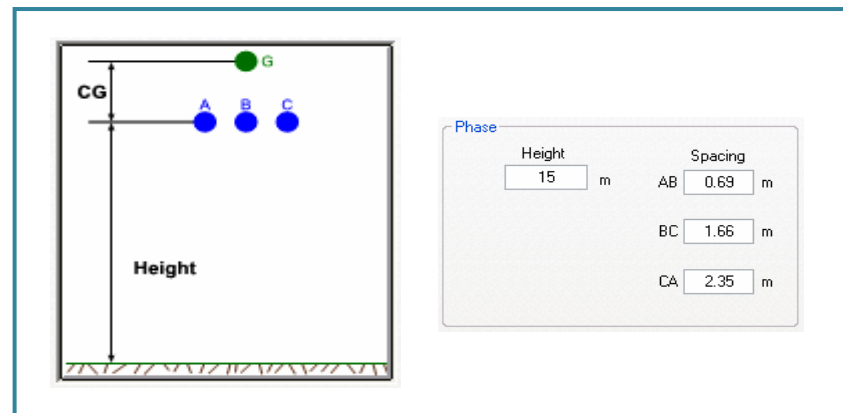 G
CG
A B C
Height
Phase
Height Spacing
15 m AB 0.69 m
BC 1.66 m
CA 2.35 m